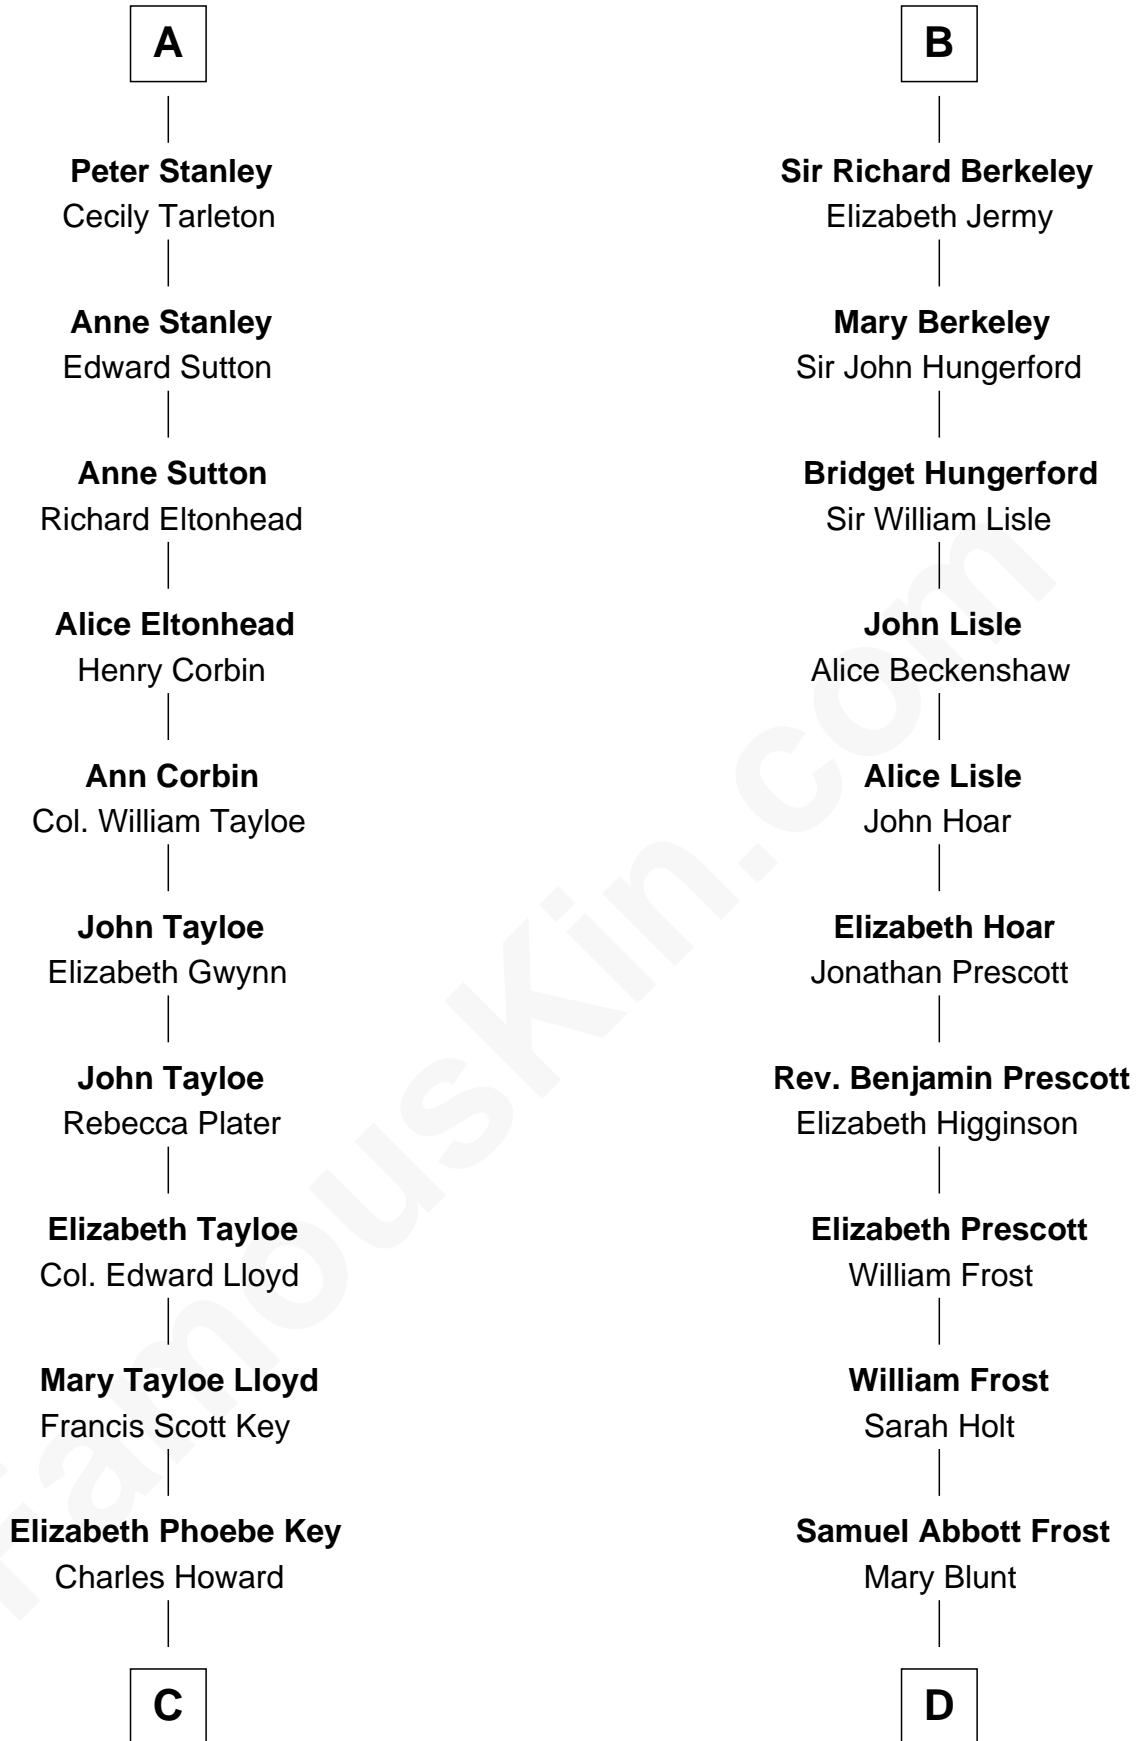 A
Peter Stanley
Cecily Tarleton
Anne Stanley
Edward Sutton
Anne Sutton
Richard Eltonhead
Alice Eltonhead
Henry Corbin
Ann Corbin
Col. William Tayloe
John Tayloe
Elizabeth Gwynn
John Tayloe
Rebecca Plater
Elizabeth Tayloe
Col. Edward Lloyd
Mary Tayloe Lloyd
Francis Scott Key
Elizabeth Phoebe Key
Charles Howard
C
B
Sir Richard Berkeley
Elizabeth Jermy
Mary Berkeley
Sir John Hungerford
Bridget Hungerford
Sir William Lisle
John Lisle
Alice Beckenshaw
Alice Lisle
John Hoar
Elizabeth Hoar
Jonathan Prescott
Rev. Benjamin Prescott
Elizabeth Higginson
Elizabeth Prescott
William Frost
William Frost
Sarah Holt
Samuel Abbott Frost
Mary Blunt
D
FamousKin.com